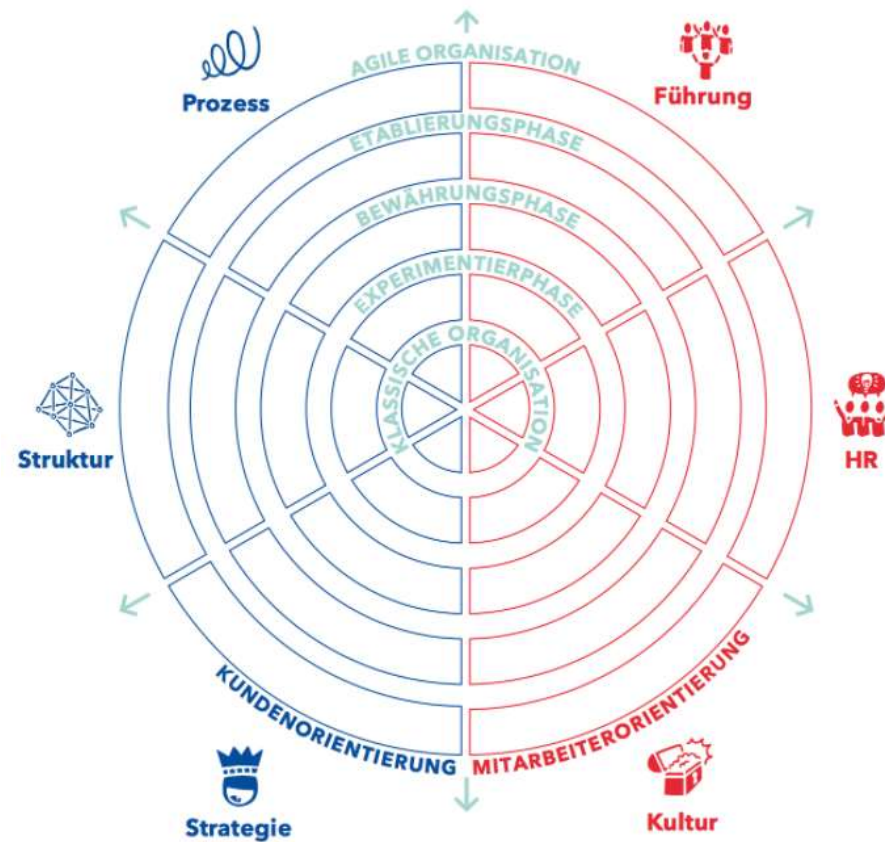 AGILE ORGANISATION
Prozess
Führung
ETABLIERUNGSPHASE
BEWÄHRUNGSPHASE
EXPERIMENTIERPHASE
KLASSISCHE ORGANISATION
Struktur
HR
KUNDENORIENTIERUNG
MITARBEITERORIENTIERUNG
Strategie
Kultur